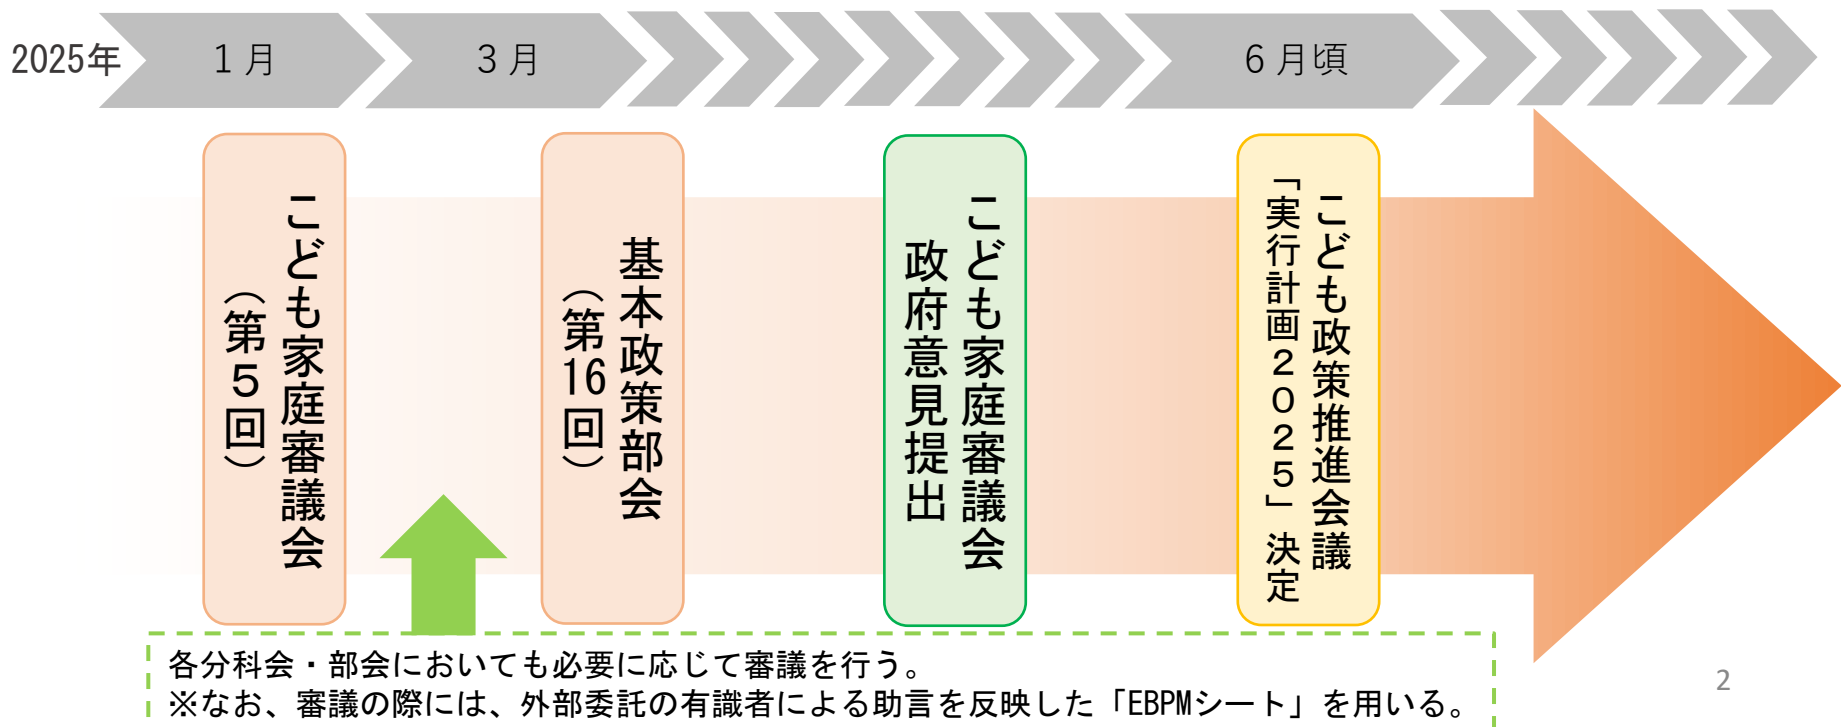 2025年
１月
３月
６月頃
こども家庭審議会
（第５回）
基本政策部会
（第16回）
こども家庭審議会
政府意見提出
こども政策推進会議
「実行計画２０２５」決定
各分科会・部会においても必要に応じて審議を行う。
※なお、審議の際には、外部委託の有識者による助言を反映した「EBPMシート」を用いる。
2